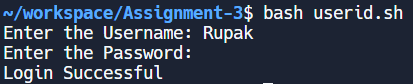 ~/workspace/Assignment-3$ bash userid.sh
Enter the Username: Rupak
Enter the Password:
Login Successful